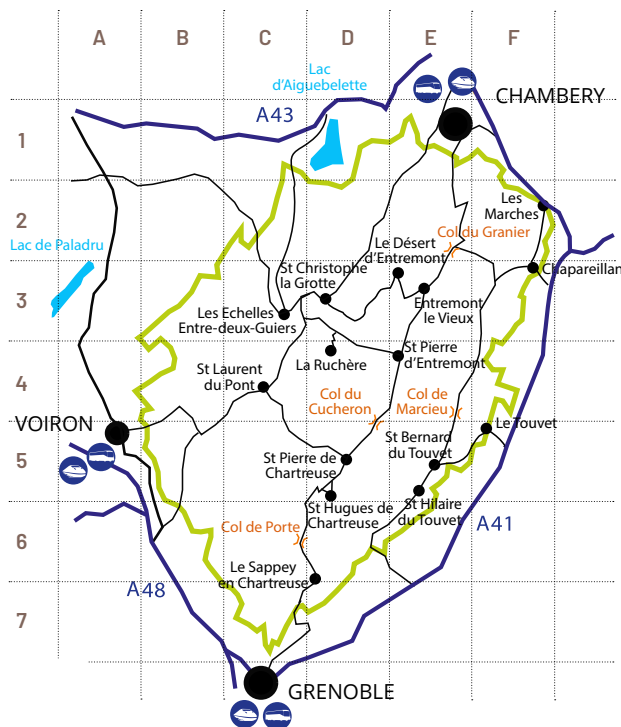 A
B
C
D
E
F
Lac
d'Aiguebelette
CHAMBERY
A43
1
Les
Marches
2
Col du Granier
Le Désert
d'Entremont
Lac de Paladru
St Christophe
la Grotte
Chapareillan
3
Entremont
le Vieux
Les Echelles
Entre-deux-Guiers
St Pierre
d'Entremont
La Ruchère
St Laurent
du Pont
4
Col du
Cucheron
Col de
Marcieu
VOIRON
Le Touvet
St Bernard
du Touvet
5
St Pierre de
Chartreuse
St Hugues de
Chartreuse
St Hilaire
du Touvet
A41
Col de Porte
6
Le Sappey
en Chartreuse
A48
7
GRENOBLE